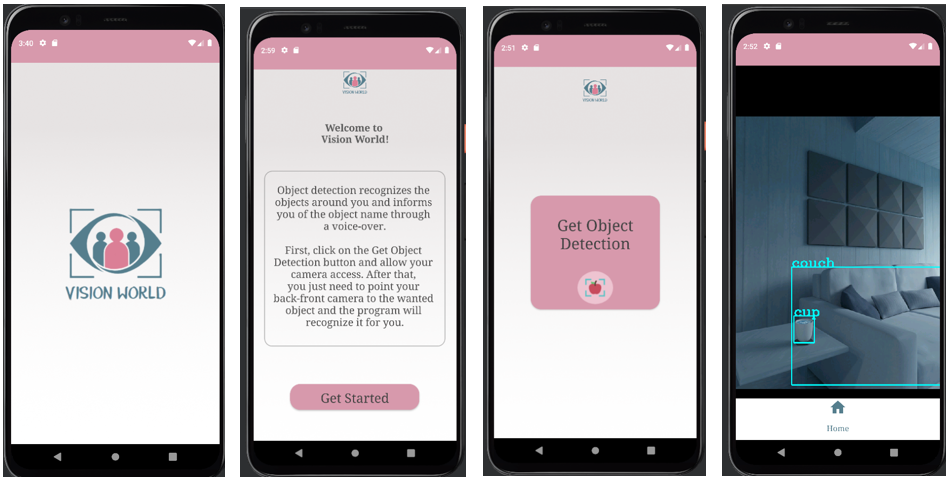 3:40
VISION WORLD
2:59
VISION WORLD
Welcome to
Vision World!
Object detection recognizes the
objects around you and informs
you of the object name through
a voice-over.
First, click on the Get Object
Detection button and allow your
camera access. After that,
you just need to point your
back-front camera to the wanted
object and the program will
recognize it for you.
Get Started
2:51
VISION WORLD
Get Object
Detection
2:52
couch
cup
Home